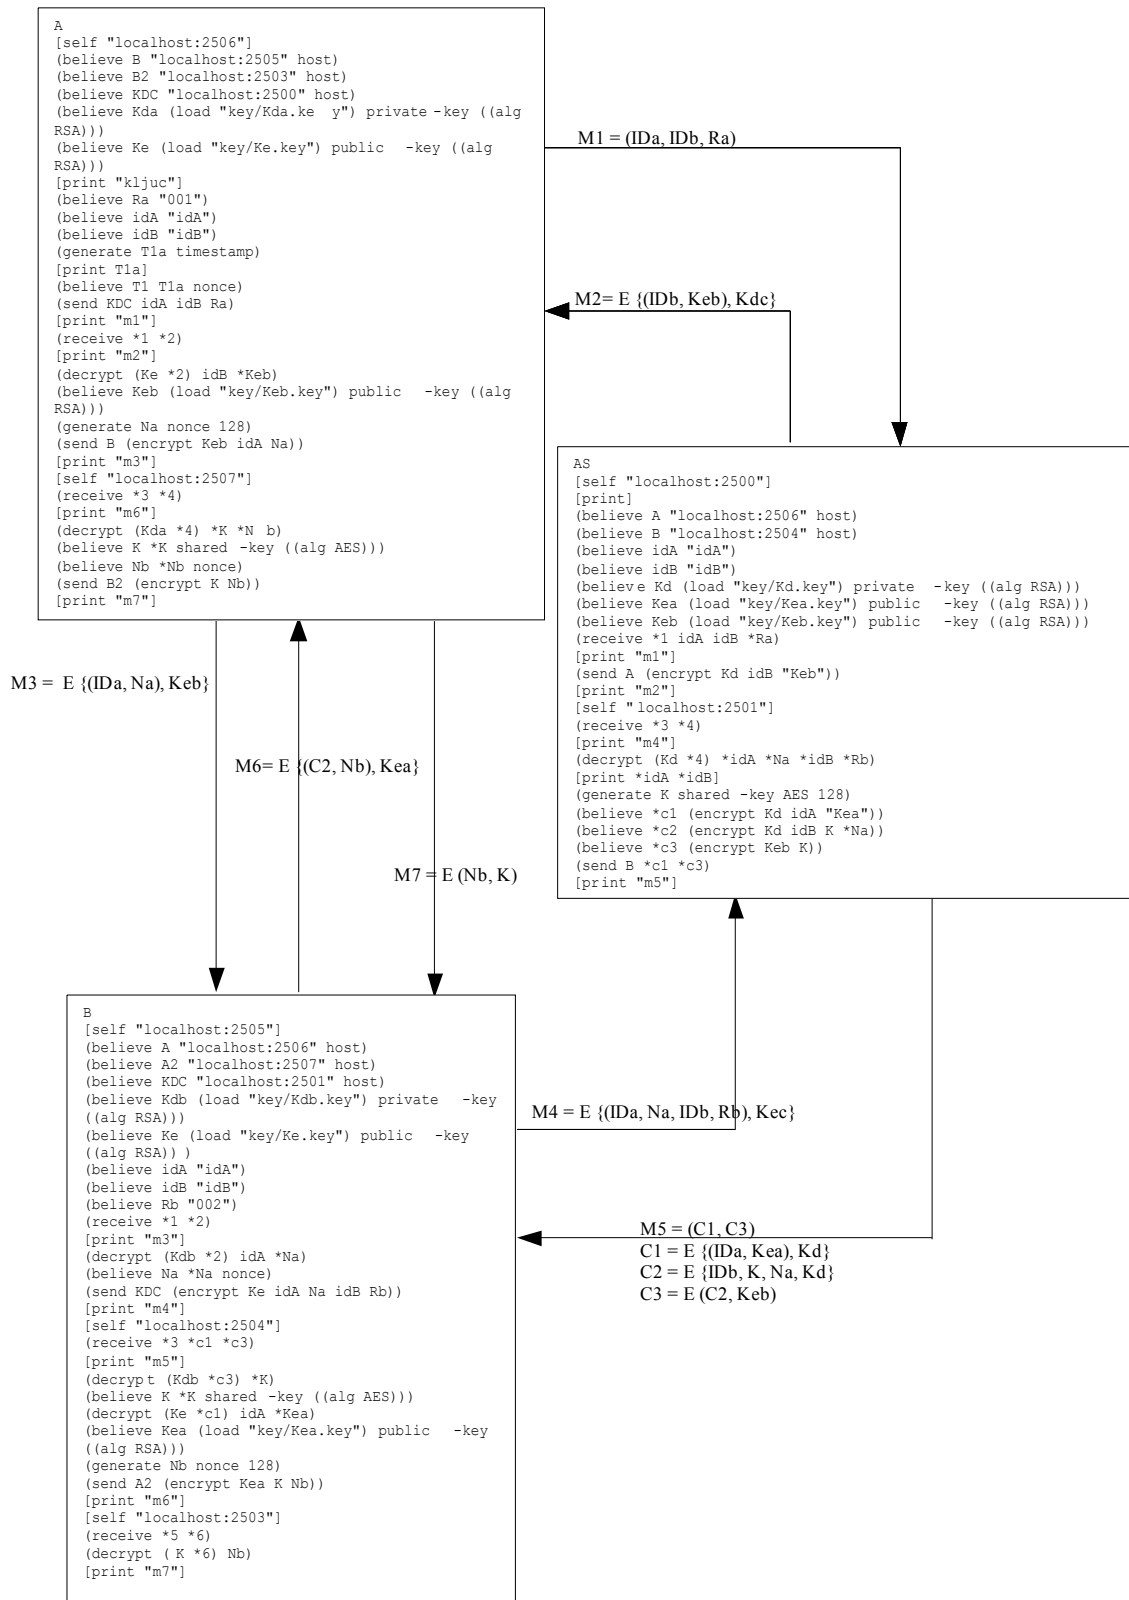 A
[self "localhost:2506"]
(believe B "localhost:2505" host)
(believe B2 "localhost:2503" host)
(believe KDC "localhost:2500" host)
(believe Kda (load "key/Kda.ke y") private -key ((alg
RSA)))
(believe Ke (load "key/Ke.key") public -key ((alg
RSA)))
[print "kljuc"]
(believe Ra "001")
(believe idA "idA")
(believe idB "idB")
(generate T1a timestamp)
[print T1a]
(believe T1 T1a nonce)
(send KDC idA idB Ra)
[print "m1"]
(receive *1 *2)
[print "m2"]
(decrypt (Ke *2) idB *Keb)
(believe Keb (load "key/Keb.key") public -key ((alg
RSA)))
(generate Na nonce 128)
(send B (encrypt Keb idA Na))
[print "m3"]
[self "localhost:2507"]
(receive *3 *4)
[print "m6"]
(decrypt (Kda *4) *K *N b)
(believe K *K shared -key ((alg AES)))
(believe Nb *Nb nonce)
(send B2 (encrypt K Nb))
[print "m7"]
M1 = (IDa, IDb, Ra)
M2= E {(IDb, Keb), Kdc}
AS
[self "localhost:2500"]
[print]
(believe A "localhost:2506" host)
(believe B "localhost:2504" host)
(believe idA "idA")
(believe idB "idB")
(believe Kd (load "key/Kd.key") private -key ((alg RSA)))
(believe Kea (load "key/Kea.key") public -key ((alg RSA)))
(believe Keb (load "key/Keb.key") public -key ((alg RSA)))
(receive *1 idA idB *Ra)
[print "m1"]
(send A (encrypt Kd idB "Keb"))
[print "m2"]
[self "localhost:2501"]
(receive *3 *4)
[print "m4"]
(decrypt (Kd *4) *idA *Na *idB *Rb)
[print *idA *idB]
(generate K shared -key AES 128)
(believe *c1 (encrypt Kd idA "Kea"))
(believe *c2 (encrypt Kd idB K *Na))
(believe *c3 (encrypt Keb K))
(send B *c1 *c3)
[print "m5"]
M3 = E {(IDa, Na), Keb}
M6= E {(C2, Nb), Kea}
M7 = E (Nb, K)
B
[self "localhost:2505"]
(believe A "localhost:2506" host)
(believe A2 "localhost:2507" host)
(believe KDC "localhost:2501" host)
(believe Kdb (load "key/Kdb.key") private -key
((alg RSA)))
(believe Ke (load "key/Ke.key") public -key
((alg RSA)) )
(believe idA "idA")
(believe idB "idB")
(believe Rb "002")
(receive *1 *2)
[print "m3"]
(decrypt (Kdb *2) idA *Na)
(believe Na *Na nonce)
(send KDC (encrypt Ke idA Na idB Rb))
[print "m4"]
[self "localhost:2504"]
(receive *3 *c1 *c3)
[print "m5"]
(decrypt (Kdb *c3) *K)
(believe K *K shared -key ((alg AES)))
(decrypt (Ke *c1) idA *Kea)
(believe Kea (load "key/Kea.key") public -key
((alg RSA)))
(generate Nb nonce 128)
(send A2 (encrypt Kea K Nb))
[print "m6"]
[self "localhost:2503"]
(receive *5 *6)
(decrypt ( K *6) Nb)
[print "m7"]
M4 = E {(IDa, Na, IDb, Rb), Kec}
M5 = (C1, C3)
C1 = E {(IDa, Kea), Kd}
C2 = E {IDb, K, Na, Kd}
C3 = E (C2, Keb)